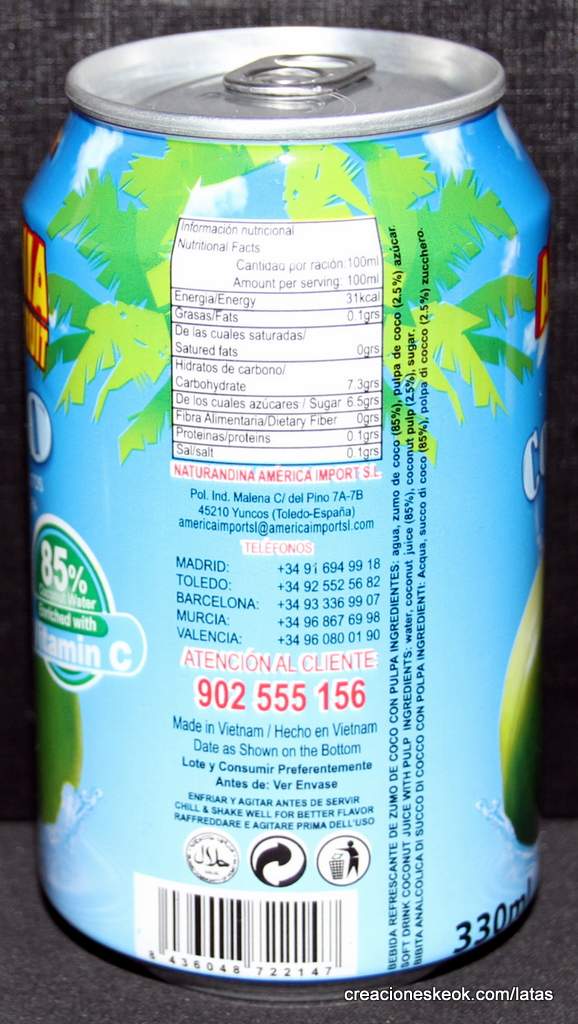 Información nutricional
Nutritional Facts
Cantidad por ración:100ml
Amount per serving: 100ml
Energia/Energy 31kcal
Grasas/Fats 0.1grs
De las cuales saturadas/
Satured fats 0grs
Hidratos de carbono/
Carbohydrate 7.3grs
De los cuales azúcares / Sugar 6.5grs
Fibra Alimentaria/Dietary Fiber 0grs
Proteinas/proteins 0.1grs
Sal/salt 0.1grs
NATURANDINA AMÉRICA IMPORT S.L.
Pol. Ind. Malena C/ del Pino 7A-7B
45210 Yuncos (Toledo-España)
americaimportsl@americaimportsl.com
TELÉFONOS
MADRID: +34 91 694 99 18
TOLEDO: +34 92 552 56 82
BARCELONA: +34 93 336 99 07
MURCIA: +34 96 867 69 98
VALENCIA: +34 96 080 01 90
ATENCIÓN AL CLIENTE:
902 555 156
Made in Vietnam / Hecho en Vietnam
Date as Shown on the Bottom
Lote y Consumir Preferentemente
Antes de: Ver Envase
ENFRIAR Y AGITAR ANTES DE SERVIR
CHILL & SHAKE WELL FOR BETTER FLAVOR
RAFFREDDARE E AGITARE PRIMA DELL'USO
حلال
HALAL
8 436048 722147
BEBIDA REFRESCANTE DE ZUMO DE COCO CON PULPA INGREDIENTES: agua, zumo de coco (85%), pulpa de coco (2.5%) azúcar.
SOFT DRINK COCONUT JUICE WITH PULP INGREDIENTS: water, coconut juice (85%), coconut pulp (2.5%), sugar.
BIBITA ANALCOLICA DI SUCCO DI COCCO CON POLPA INGREDIENTI: Acqua, succo di coco (85%), polpa di cocco (2.5%) zucchero.
85%
Water
Enriched with
tamin C
330ml
creacioneskeok.com/latas